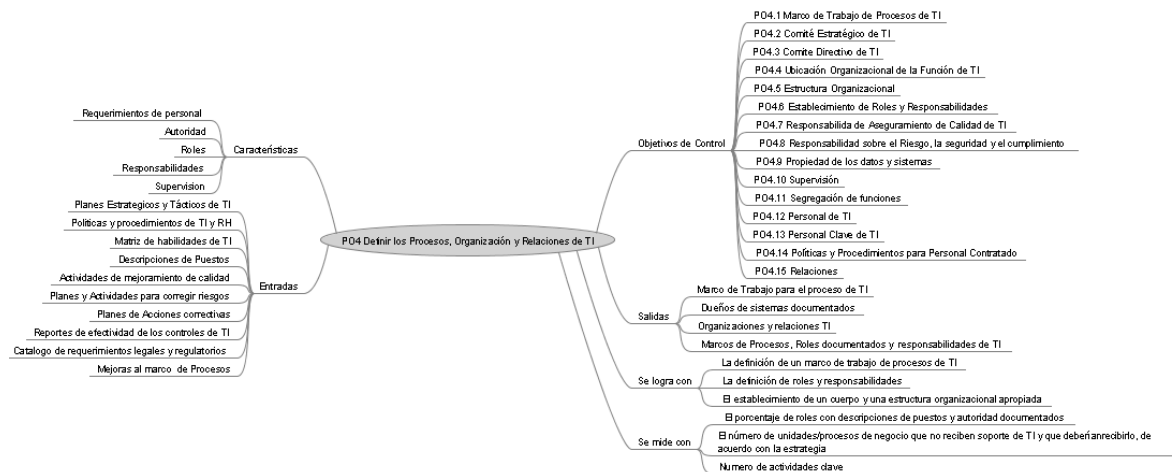 Requerimientos de personal
Autoridad
Roles
Responsabilidades
Supervision
Características
Planes Estrategicos y Tácticos de TI
Politicas y procedimientos de TI y RH
Matriz de habilidades de TI
Descripciones de Puestos
Actividades de mejoramiento de calidad
Planes y Actividades para corregir riesgos
Planes de Acciones correctivas
Reportes de efectividad de los controles de TI
Catalogo de requerimientos legales y regulatorios
Mejoras al marco de Procesos
Entradas
PO4 Definir los Procesos, Organización y Relaciones de TI
Objetivos de Control
PO4.1 Marco de Trabajo de Procesos de TI
PO4.2 Comité Estratégico de TI
PO4.3 Comite Directivo de TI
PO4.4 Ubicación Organizacional de la Función de TI
PO4.5 Estructura Organizacional
PO4.6 Establecimiento de Roles y Responsabilidades
PO4.7 Responsabilida de Aseguramiento de Calidad de TI
PO4.8 Responsabilidad sobre el Riesgo, la seguridad y el cumplimiento
PO4.9 Propiedad de los datos y sistemas
PO4.10 Supervisión
PO4.11 Segregación de funciones
PO4.12 Personal de TI
PO4.13 Personal Clave de TI
PO4.14 Políticas y Procedimientos para Personal Contratado
PO4.15 Relaciones
Salidas
Marco de Trabajo para el proceso de TI
Dueños de sistemas documentados
Organizaciones y relaciones TI
Marcos de Procesos, Roles documentados y responsabilidades de TI
Se logra con
La definición de un marco de trabajo de procesos de TI
La definición de roles y responsabilidades
El establecimiento de un cuerpo y una estructura organizacional apropiada
Se mide con
El porcentaje de roles con descripciones de puestos y autoridad documentados
El número de unidades/procesos de negocio que no reciben soporte de TI y que deberíanrecibirlo, de
acuerdo con la estrategia
Numero de actividades clave